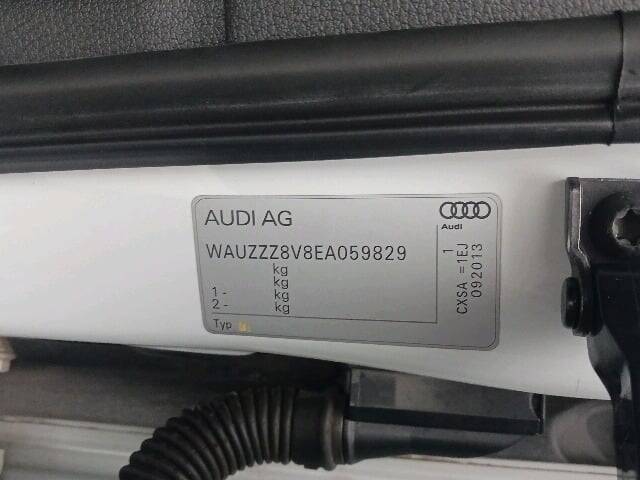 AUDI AG
Audi
WAUZZZ8V8EA059829
kg
kg
1 - kg
2 - kg
Typ
1
CXSA =1EJ
092013